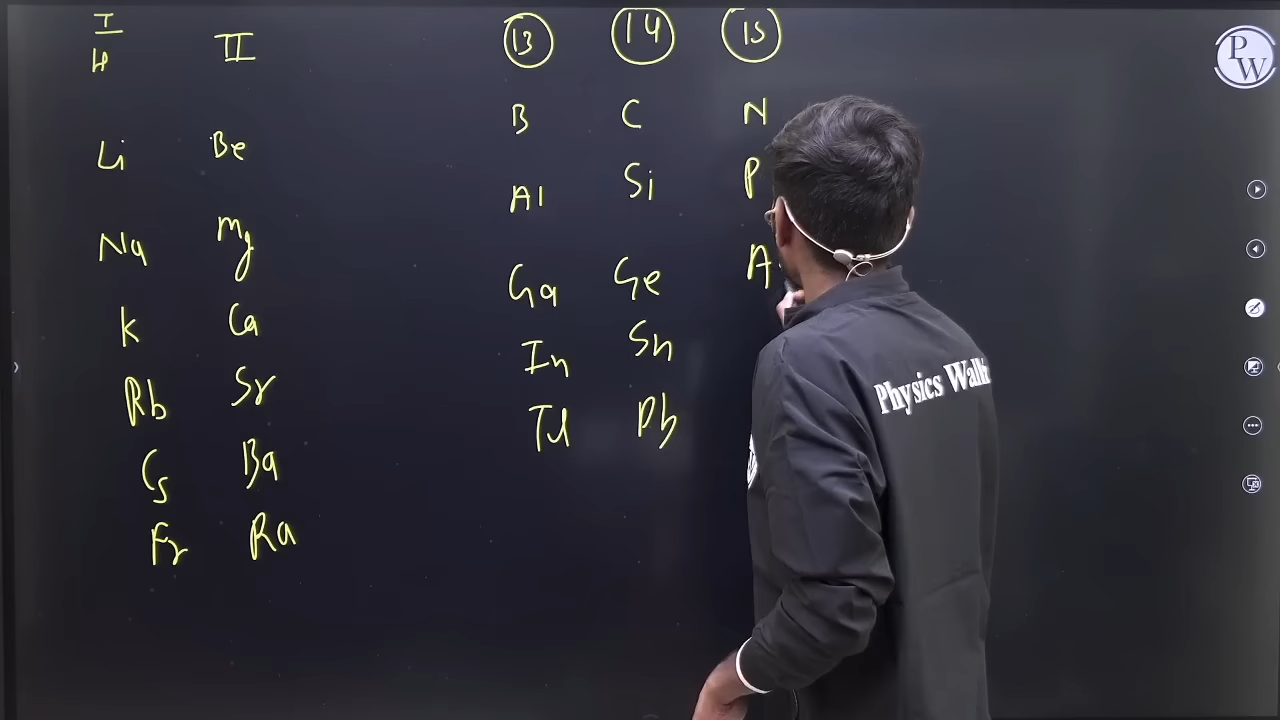 I II 13 14 15
H
B C N
Li Be
Al Si P
Na Mg
Ga Ge A
K Ca
In Sn
Rb Sr
Tl Pb
Cs Ba
Fr Ra
PW
Physics Walla